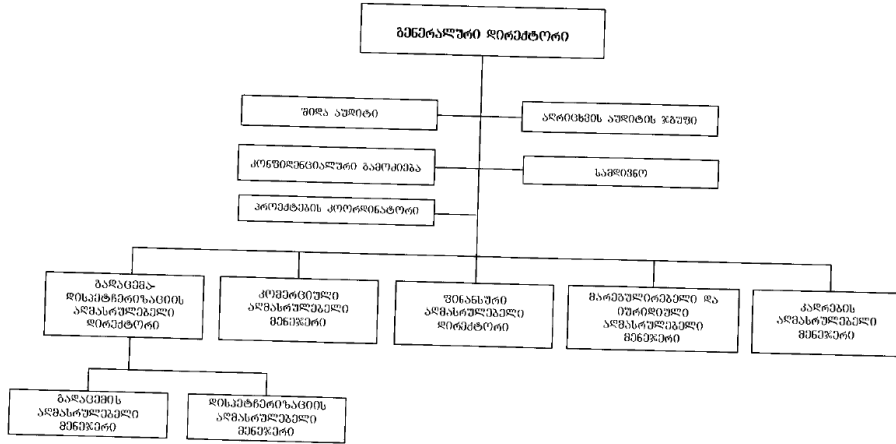 გენერალური დირექტორი
შიდა აუდიტი
აღრიცხვის აუდიტის ჯგუფი
კონფიდენციალური გამოძიება
სამდივნო
პროექტების კოორდინატორი
გადაცემა-
დისპეტჩერიზაციის
აღმასრულებელი
დირექტორი
კომერციული
აღმასრულებელი
მენეჯერი
ფინანსური
აღმასრულებელი
დირექტორი
მარეგულირებელი და
იურიდიული
აღმასრულებელი
მენეჯერი
კადრების
აღმასრულებელი
მენეჯერი
გადაცემის
აღმასრულებელი
მენეჯერი
დისპეტჩერიზაციის
აღმასრულებელი
მენეჯერი